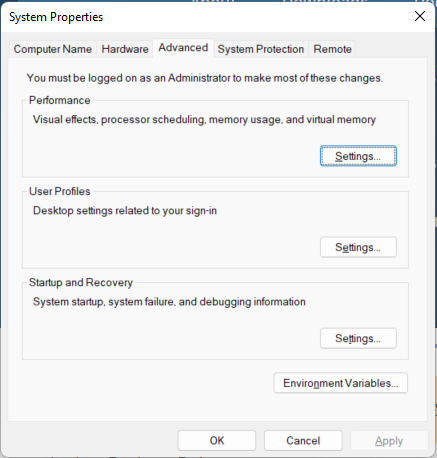 System Properties
Computer Name Hardware Advanced System Protection Remote
You must be logged on as an Administrator to make most of these changes.
Performance
Visual effects, processor scheduling, memory usage, and virtual memory
Settings...
User Profiles
Desktop settings related to your sign-in
Settings...
Startup and Recovery
System startup, system failure, and debugging information
Settings...
Environment Variables...
OK Cancel Apply